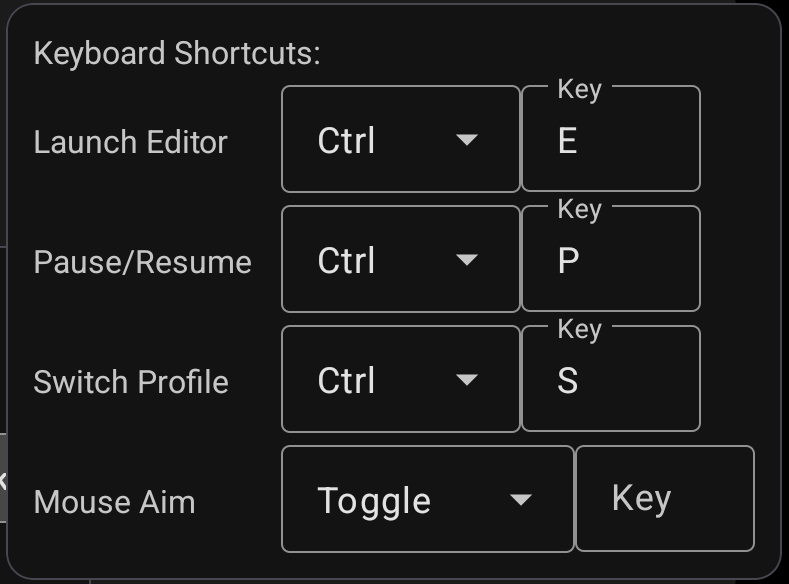 Keyboard Shortcuts:
Key
Launch Editor Ctrl E
Key
Pause/Resume Ctrl P
Key
Switch Profile Ctrl S
Mouse Aim Toggle Key